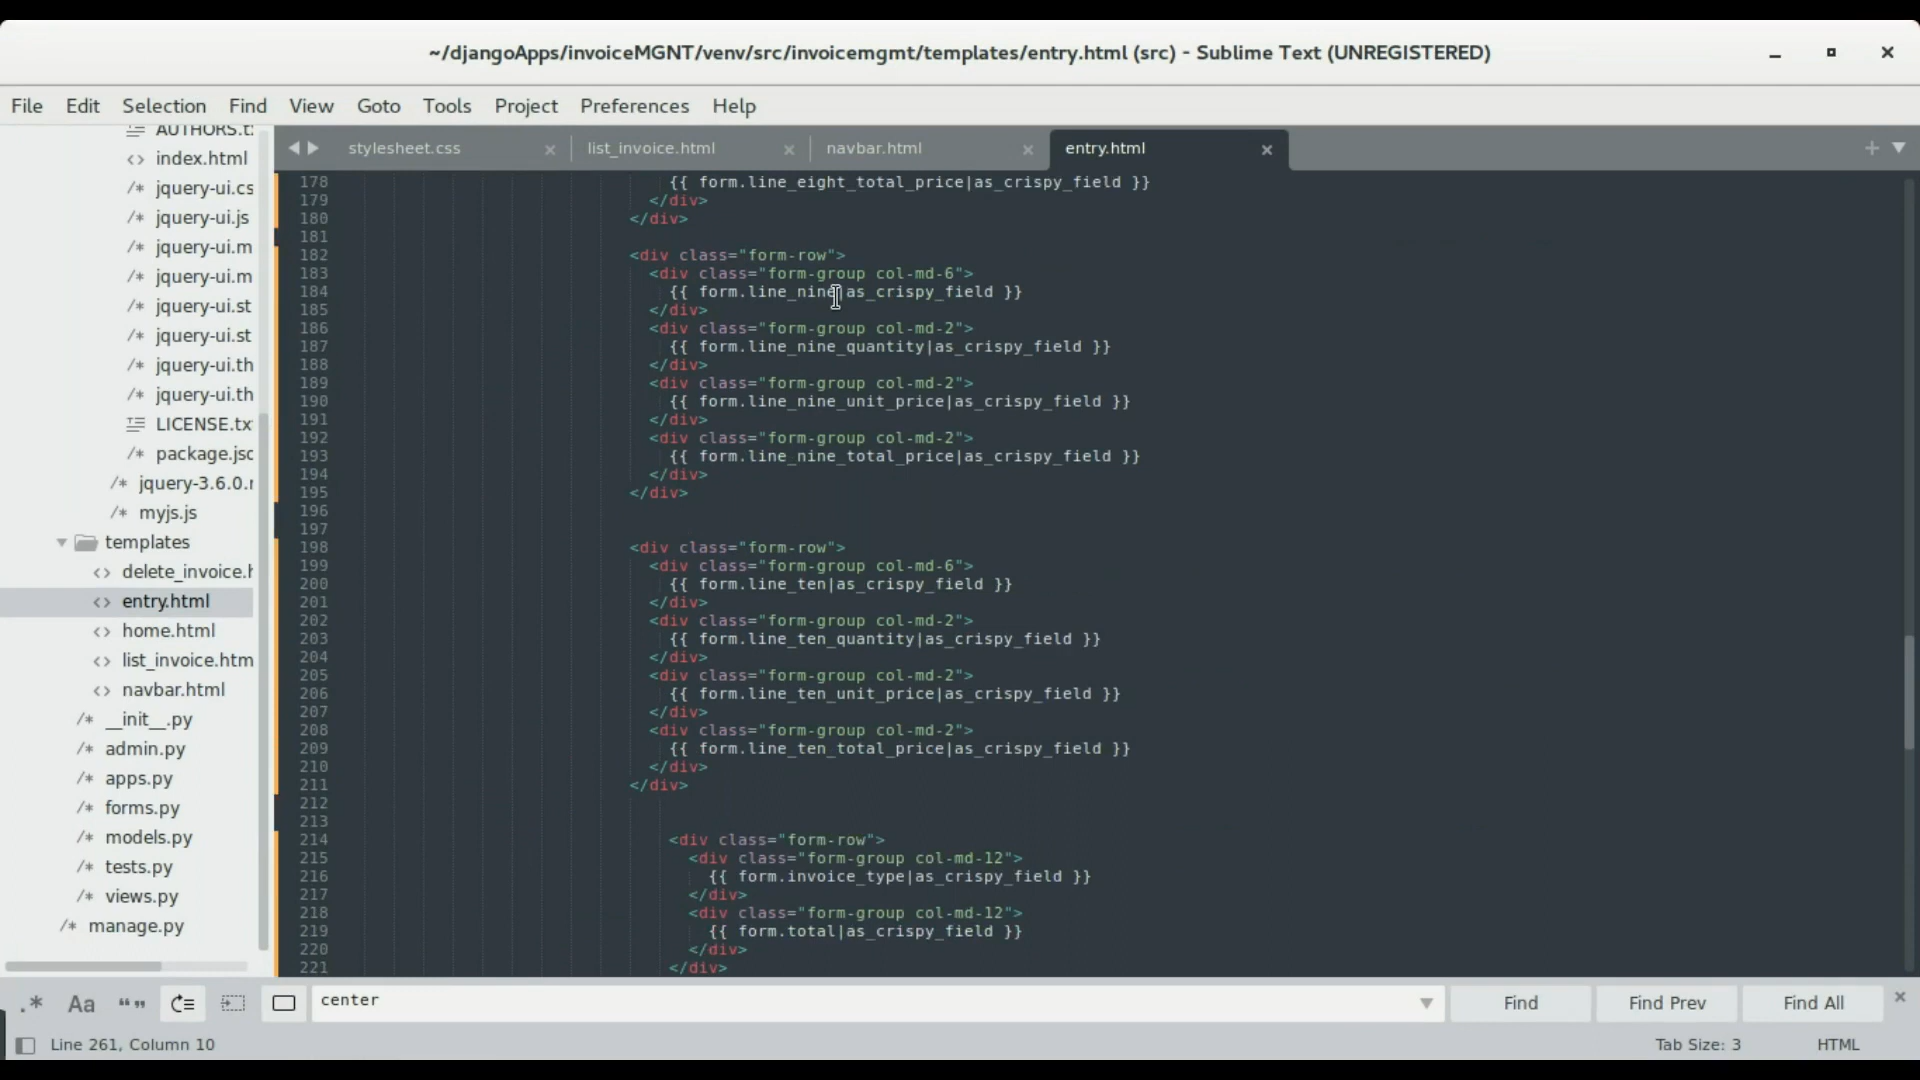 ~/djangoApps/invoiceMGNT/venv/src/invoicemgmt/templates/entry.html (src) - Sublime Text (UNREGISTERED)
File Edit Selection Find View Goto Tools Project Preferences Help
AUTHORS.t
index.html
jquery-ui.cs
jquery-ui.js
jquery-ui.m
jquery-ui.m
jquery-ui.st
jquery-ui.st
jquery-ui.th
jquery-ui.th
LICENSE.tx
package.jsc
jquery-3.6.0.r
myjs.js
templates
delete_invoice.h
entry.html
home.html
list_invoice.htm
navbar.html
__init__.py
admin.py
apps.py
forms.py
models.py
tests.py
views.py
manage.py
stylesheet.css list_invoice.html navbar.html entry.html
178 {{ form.line_eight_total_price|as_crispy_field }}
179 </div>
180 </div>
181
182 <div class="form-row">
183 <div class="form-group col-md-6">
184 {{ form.line_nine|as_crispy_field }}
185 </div>
186 <div class="form-group col-md-2">
187 {{ form.line_nine_quantity|as_crispy_field }}
188 </div>
189 <div class="form-group col-md-2">
190 {{ form.line_nine_unit_price|as_crispy_field }}
191 </div>
192 <div class="form-group col-md-2">
193 {{ form.line_nine_total_price|as_crispy_field }}
194 </div>
195 </div>
196
197
198 <div class="form-row">
199 <div class="form-group col-md-6">
200 {{ form.line_ten|as_crispy_field }}
201 </div>
202 <div class="form-group col-md-2">
203 {{ form.line_ten_quantity|as_crispy_field }}
204 </div>
205 <div class="form-group col-md-2">
206 {{ form.line_ten_unit_price|as_crispy_field }}
207 </div>
208 <div class="form-group col-md-2">
209 {{ form.line_ten_total_price|as_crispy_field }}
210 </div>
211 </div>
212
213
214 <div class="form-row">
215 <div class="form-group col-md-12">
216 {{ form.invoice_type|as_crispy_field }}
217 </div>
218 <div class="form-group col-md-12">
219 {{ form.total|as_crispy_field }}
220 </div>
221 </div>
.* Aa “” center Find Find Prev Find All
Line 261, Column 10 Tab Size: 3 HTML